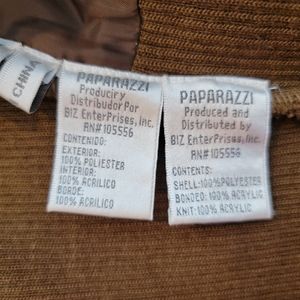 CHINA
PAPARAZZI
Producir y
Distribudor Por
BIZ EnterPrises, Inc.
RN#105556
CONTENIDO:
EXTERIOR:
100% POLIESTER
INTERIOR:
100% ACRILICO
BORDE:
100% ACRILICO
PAPARAZZI
Produced and
Distributed by
BIZ EnterPrises, Inc.
RN#105556
CONTENTS:
SHELL:100%POLYESTER
BONDED: 100% ACRYLIC
KNIT: 100% ACRYLIC